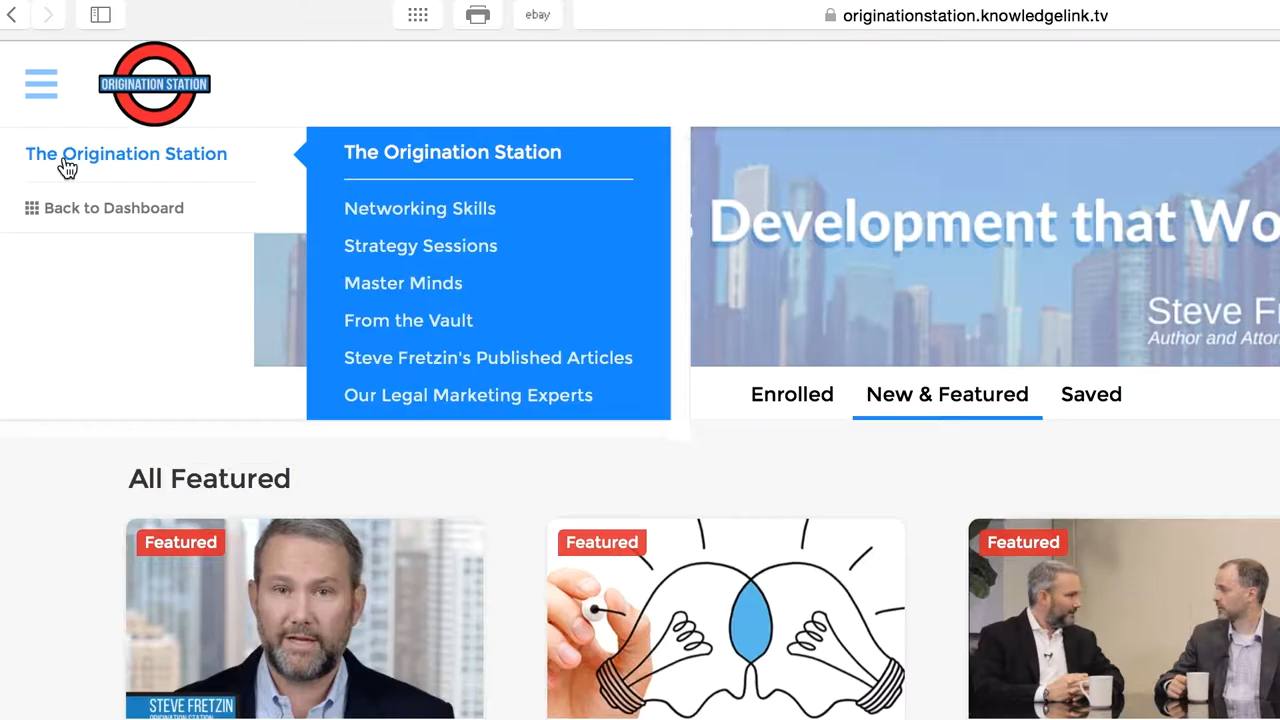 ebay
originationstation.knowledgelink.tv
ORIGINATION STATION
The Origination Station
Back to Dashboard
The Origination Station
Networking Skills
Strategy Sessions
Master Minds
From the Vault
Steve Fretzin's Published Articles
Our Legal Marketing Experts
Development that Wo
Steve Fr
Author and Attor
Enrolled
New & Featured
Saved
All Featured
Featured
Featured
Featured
STEVE FRETZIN
ORIGINATION STATION